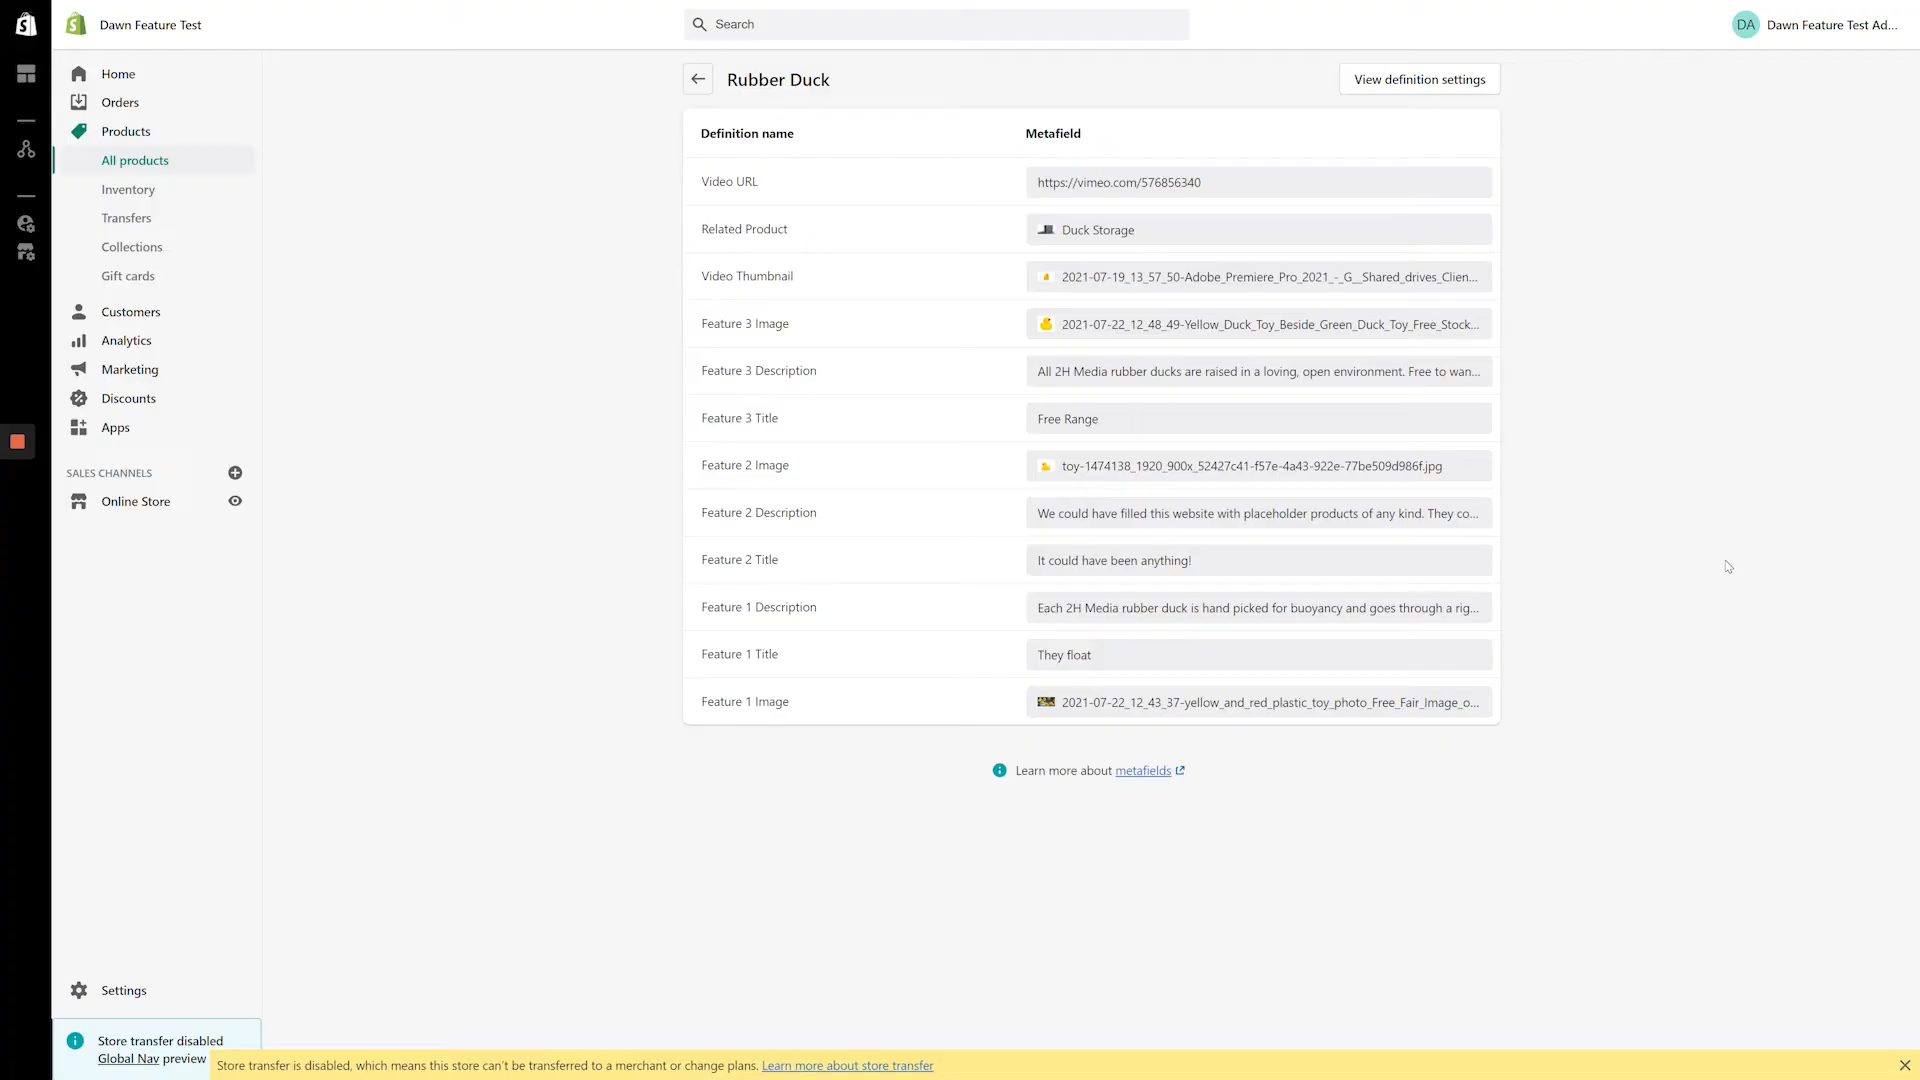 Dawn Feature Test
Search
DA
Dawn Feature Test Ad...
Home
Orders
Products
All products
Inventory
Transfers
Collections
Gift cards
Customers
Analytics
Marketing
Discounts
Apps
SALES CHANNELS
Online Store
Settings
Store transfer disabled
Global Nav preview
Rubber Duck
View definition settings
Definition name
Metafield
Video URL
https://vimeo.com/576856340
Related Product
Duck Storage
Video Thumbnail
2021-07-19_13_57_50-Adobe_Premiere_Pro_2021_-_G__Shared_drives_Clien...
Feature 3 Image
2021-07-22_12_48_49-Yellow_Duck_Toy_Beside_Green_Duck_Toy_Free_Stock...
Feature 3 Description
All 2H Media rubber ducks are raised in a loving, open environment. Free to wan...
Feature 3 Title
Free Range
Feature 2 Image
toy-1474138_1920_900x_52427c41-f57e-4a43-922e-77be509d986f.jpg
Feature 2 Description
We could have filled this website with placeholder products of any kind. They co...
Feature 2 Title
It could have been anything!
Feature 1 Description
Each 2H Media rubber duck is hand picked for buoyancy and goes through a rig...
Feature 1 Title
They float
Feature 1 Image
2021-07-22_12_43_37-yellow_and_red_plastic_toy_photo_Free_Fair_Image_o...
Learn more about metafields
Store transfer is disabled, which means this store can't be transferred to a merchant or change plans. Learn more about store transfer